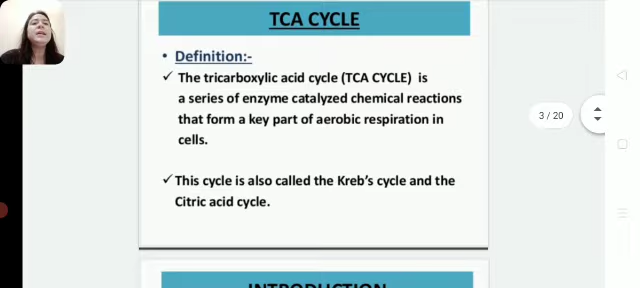 TCA CYCLE
• Definition:-
✓ The tricarboxylic acid cycle (TCA CYCLE) is
a series of enzyme catalyzed chemical reactions
that form a key part of aerobic respiration in
cells.
3 / 20
✓ This cycle is also called the Kreb's cycle and the
Citric acid cycle.
INTRODUCTION